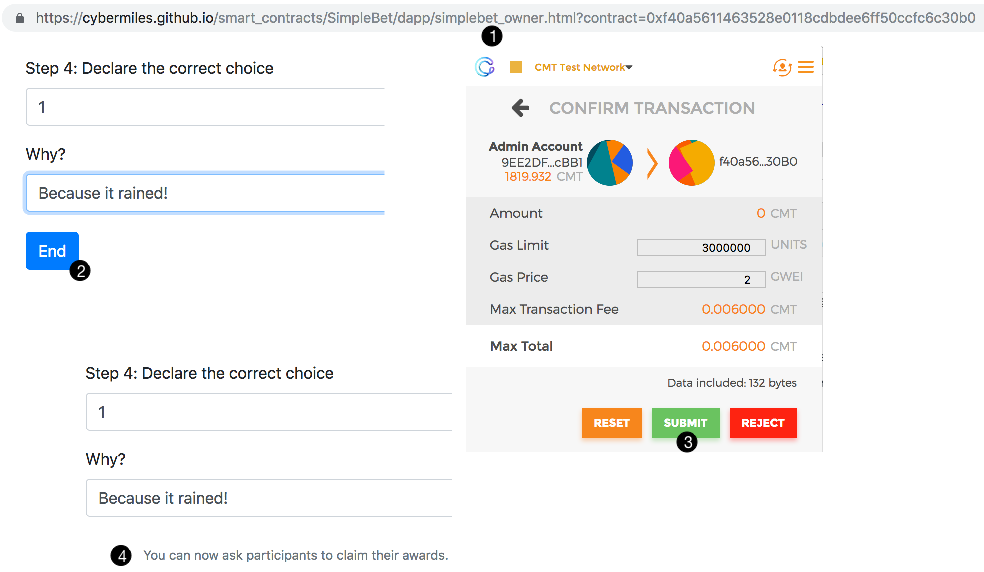 https://cybermiles.github.io/smart_contracts/SimpleBet/dapp/simplebet_owner.html?contract=0xf40a5611463528e0118cdbdee6ff50ccfc6c30b0
1
Step 4: Declare the correct choice
1
Why?
Because it rained!
End
2
CMT Test Network
CONFIRM TRANSACTION
Admin Account
9EE2DF...cBB1
1819.932 CMT
f40a56...30B0
Amount 0 CMT
Gas Limit 3000000 UNITS
Gas Price 2 GWEI
Max Transaction Fee 0.006000 CMT
Max Total 0.006000 CMT
Data included: 132 bytes
RESET SUBMIT REJECT
3
Step 4: Declare the correct choice
1
Why?
Because it rained!
4 You can now ask participants to claim their awards.